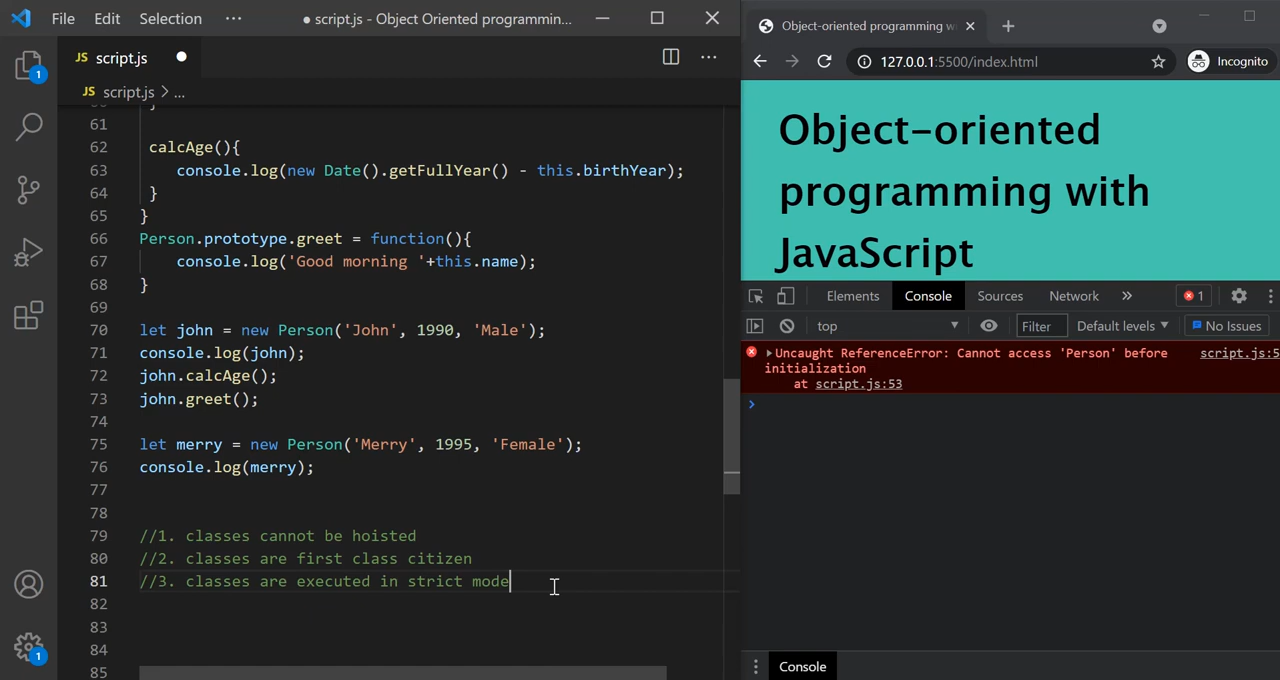 File Edit Selection ··· ● script.js - Object Oriented programmin...
JS script.js ●
JS script.js > ...
61
62 calcAge(){
63 console.log(new Date().getFullYear() - this.birthYear);
64 }
65 }
66 Person.prototype.greet = function(){
67 console.log('Good morning '+this.name);
68 }
69
70 let john = new Person('John', 1990, 'Male');
71 console.log(john);
72 john.calcAge();
73 john.greet();
74
75 let merry = new Person('Merry', 1995, 'Female');
76 console.log(merry);
77
78
79 //1. classes cannot be hoisted
80 //2. classes are first class citizen
81 //3. classes are executed in strict mode
82
83
84
85
1
1
Object-oriented programming w
127.0.0.1:5500/index.html Incognito
Object-oriented
programming with
JavaScript
Elements Console Sources Network » 1
top Filter Default levels No Issues
Uncaught ReferenceError: Cannot access 'Person' before script.js:5
initialization
at script.js:53
Console